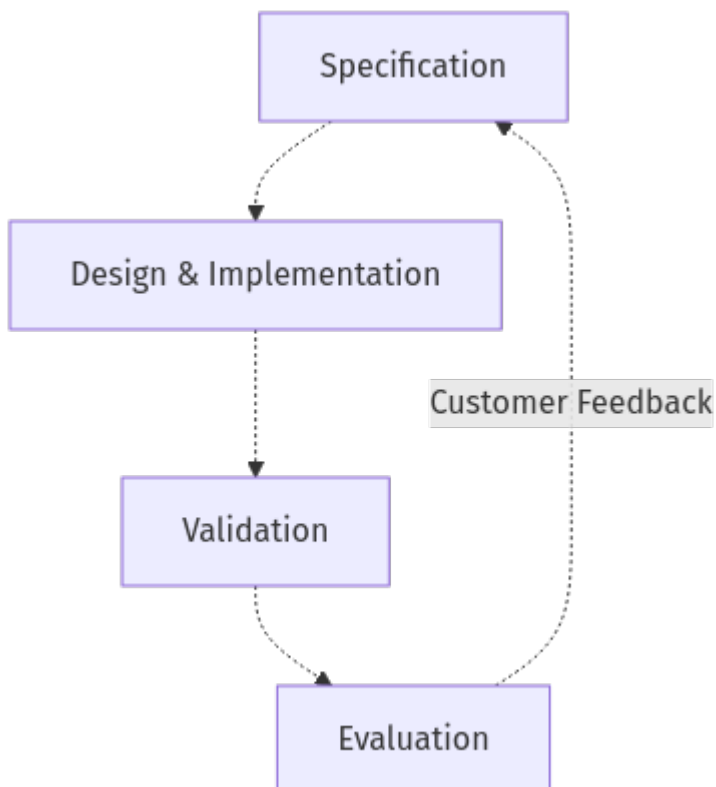 Specification
Design & Implementation
Customer Feedback
Validation
Evaluation